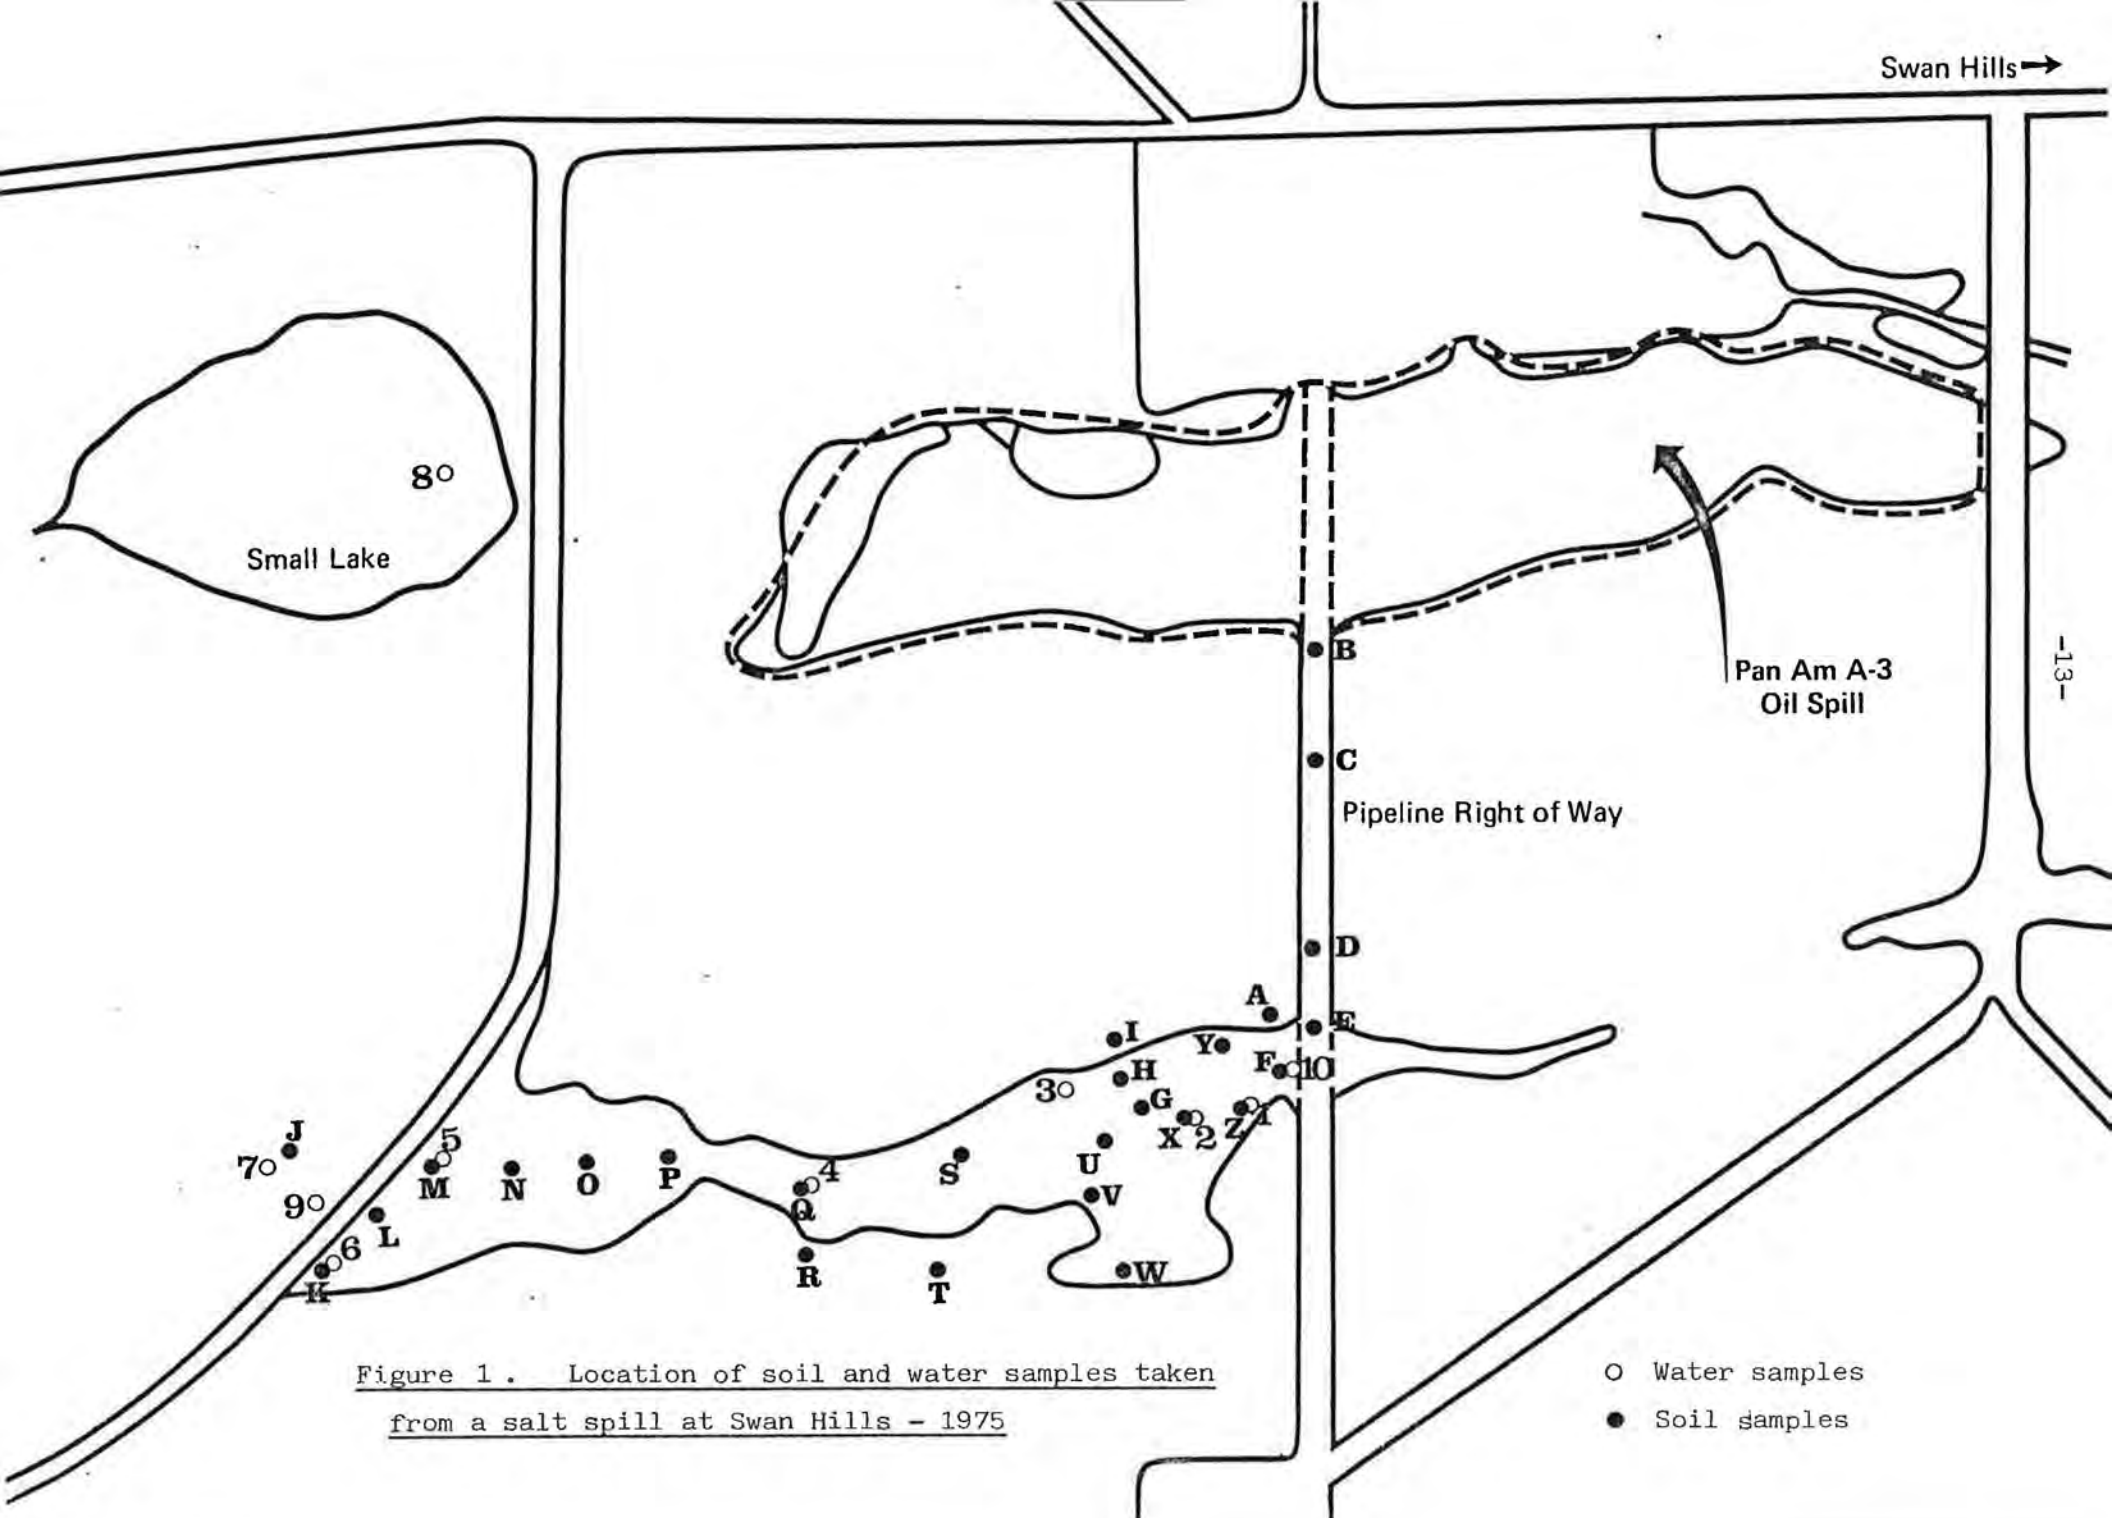 Swan Hills
8
Small Lake
B
Pan Am A-3
Oil Spill
-13-
C
Pipeline Right of Way
D
A
E
I
Y
F 10
H
3
G
Z 1
X 2
J
5
7
U
4
M
N
O
P
S
V
9
Q
L
6
W
R
T
K
Figure 1. Location of soil and water samples taken
from a salt spill at Swan Hills - 1975
Water samples
Soil samples